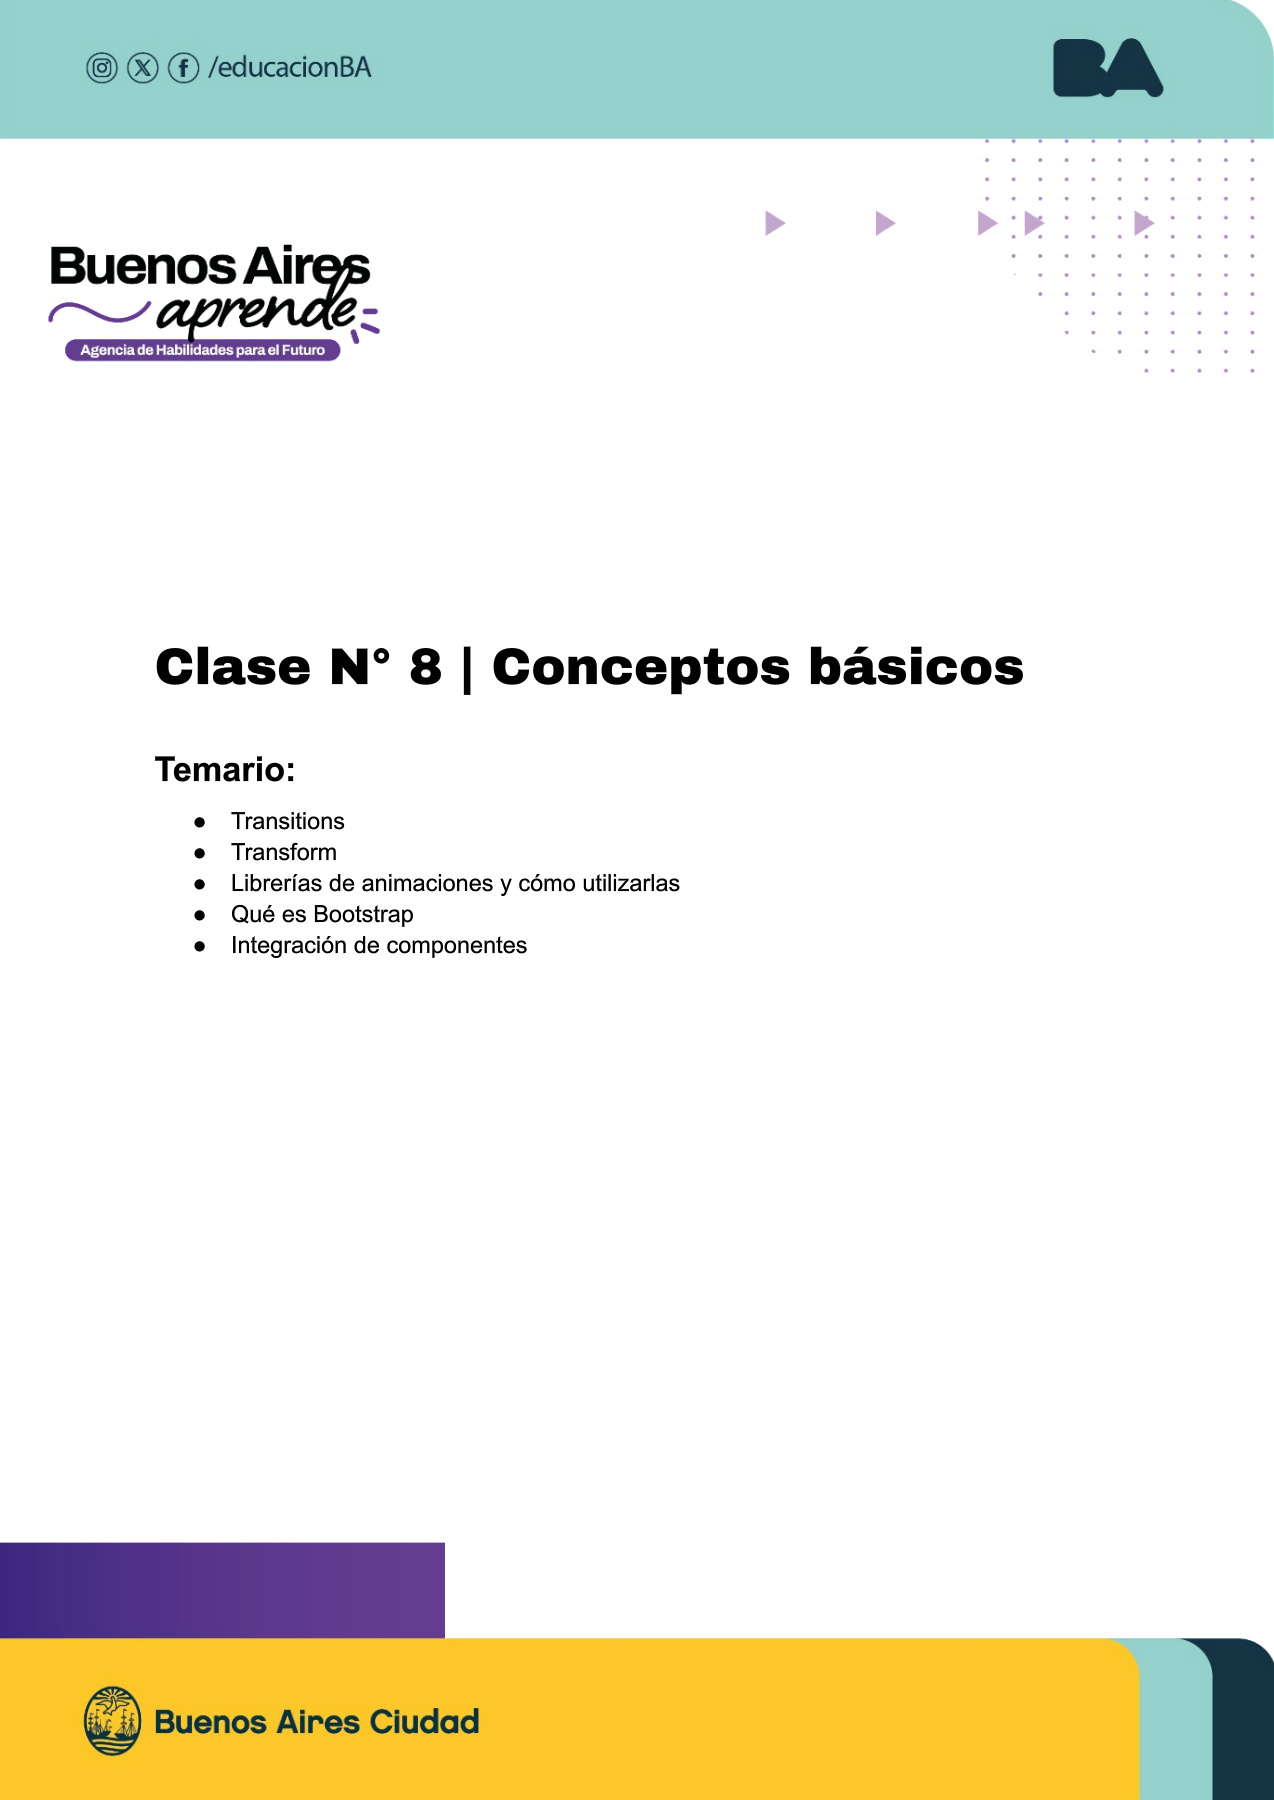 /educacionBA
BA
Buenos Aires
aprende
Agencia de Habilidades para el Futuro
Clase N° 8 | Conceptos básicos
Temario:
● Transitions
● Transform
● Librerías de animaciones y cómo utilizarlas
● Qué es Bootstrap
● Integración de componentes
Buenos Aires Ciudad